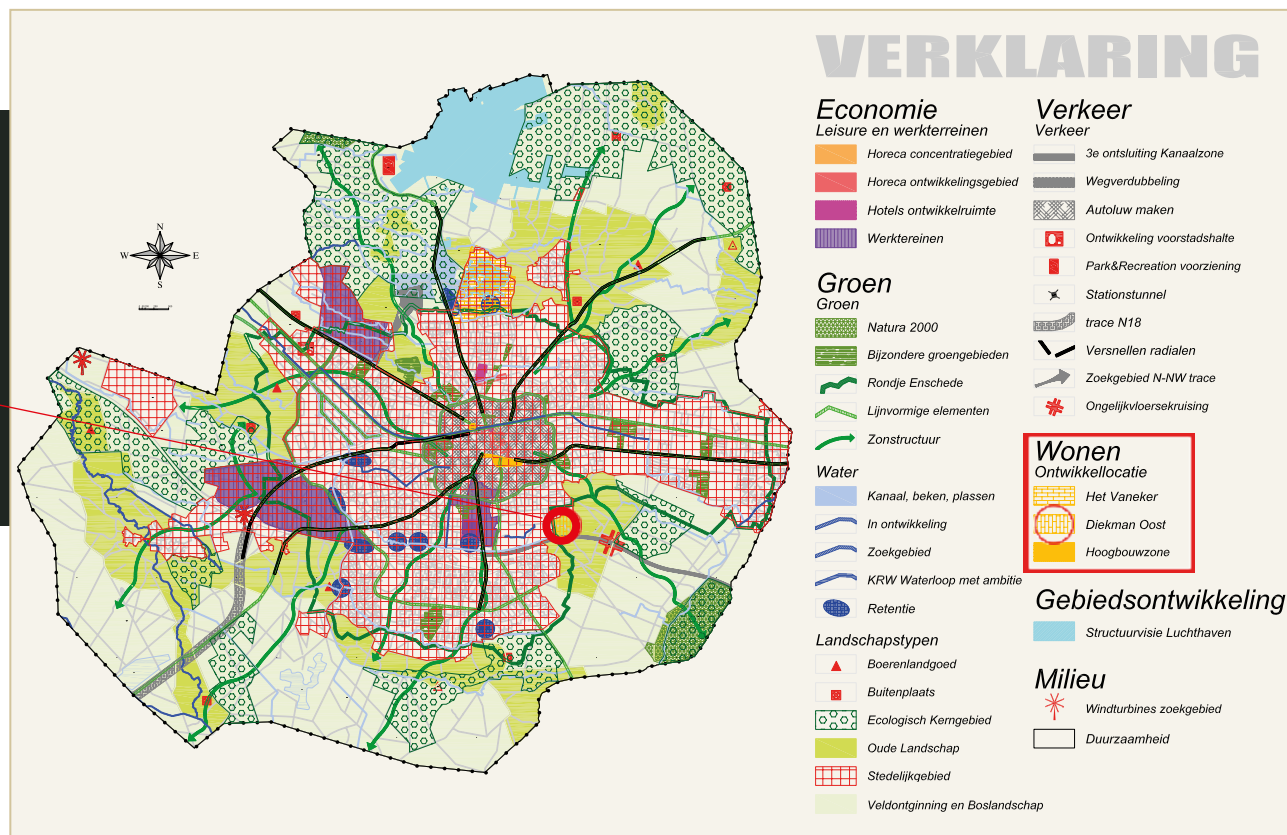 VERKLARING
Economie
Leisure en werkterreinen
Horeca concentratiegebied
Horeca ontwikkelingsgebied
Hotels ontwikkelruimte
Werktereinen
Groen
Groen
Natura 2000
Bijzondere groengebieden
Rondje Enschede
Lijnvormige elementen
Zonstructuur
Water
Kanaal, beken, plassen
In ontwikkeling
Zoekgebied
KRW Waterloop met ambitie
Retentie
Landschapstypen
Boerenlandgoed
Buitenplaats
Ecologisch Kerngebied
Oude Landschap
Stedelijkgebied
Veldontginning en Boslandschap
Verkeer
Verkeer
3e ontsluiting Kanaalzone
Wegverdubbeling
Autoluw maken
Ontwikkeling voorstadshalte
Park&Recreation voorziening
Stationstunnel
trace N18
Versnellen radialen
Zoekgebied N-NW trace
Ongelijkvloersekruising
Wonen
Ontwikkellocatie
Het Vaneker
Diekman Oost
Hoogbouwzone
Gebiedsontwikkeling
Structuurvisie Luchthaven
Milieu
Windturbines zoekgebied
Duurzaamheid
N
W
E
S